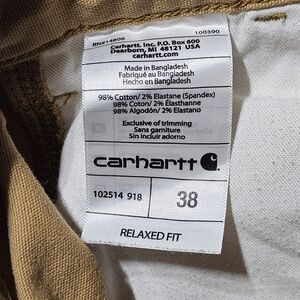 RN#14806 100390
Carhartt, Inc. P.O. Box 600
Dearborn, MI 48121 USA
carhartt.com
Made in Bangladesh
Fabriqué au Bangladesh
Hecho en Bangladesh
98% Cotton/ 2% Elastane (Spandex)
98% Coton/ 2% Élasthanne
98% Algodón/ 2% Elastano
Exclusive of trimming
Sans garniture
Sin incluir adorno
carhartt
102514 918
38
RELAXED FIT